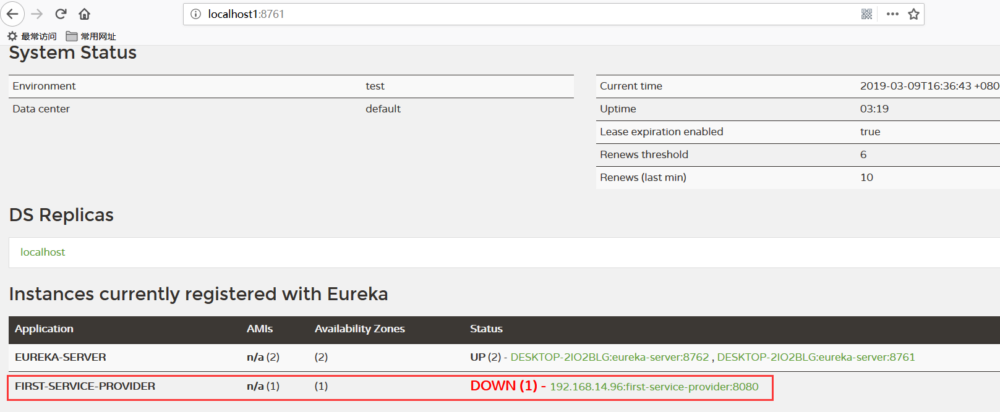 localhost1:8761
最常访问 常用网址
System Status
Environment test
Data center default
Current time 2019-03-09T16:36:43 +080
Uptime 03:19
Lease expiration enabled true
Renews threshold 6
Renews (last min) 10
DS Replicas
localhost
Instances currently registered with Eureka
Application AMIs Availability Zones Status
EUREKA-SERVER n/a (2) (2) UP (2) - DESKTOP-2IO2BLG:eureka-server:8762 , DESKTOP-2IO2BLG:eureka-server:8761
FIRST-SERVICE-PROVIDER n/a (1) (1) DOWN (1) - 192.168.14.96:first-service-provider:8080